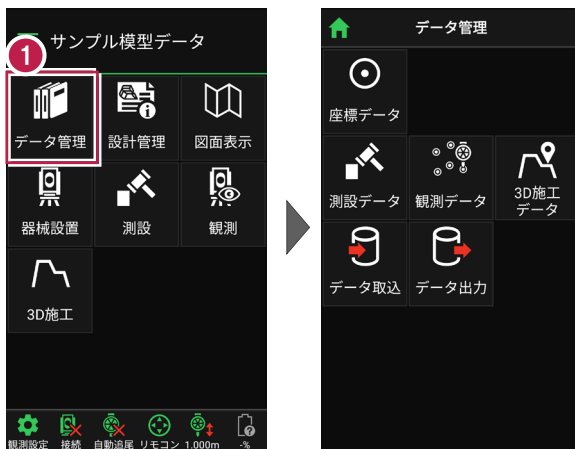 サンプル模型データ
1
データ管理
設計管理
図面表示
器械設置
測設
観測
3D施工
観測設定
接続
自動追尾
リモコン
1.000m
-%
データ管理
座標データ
測設データ
観測データ
3D施工
データ
データ取込
データ出力